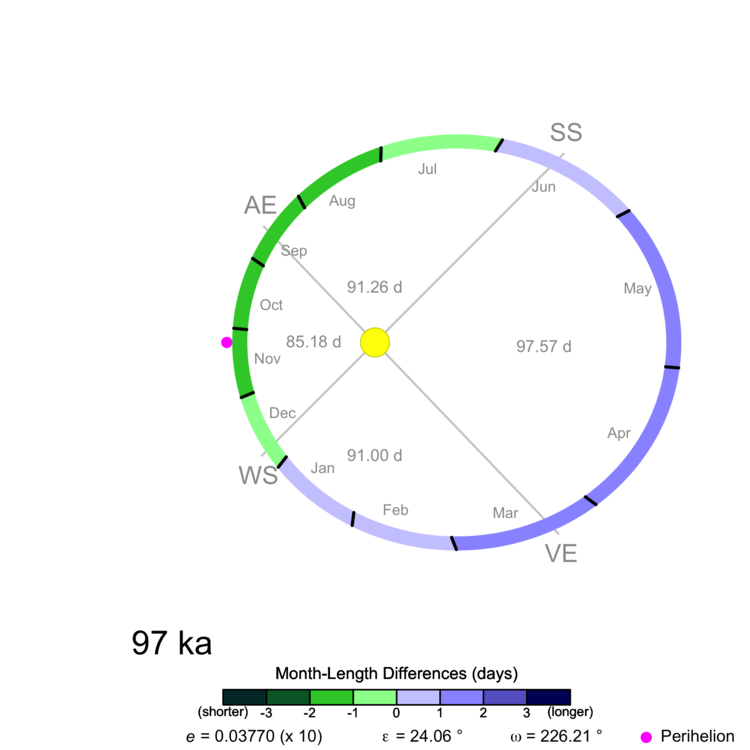 SS
Jul
Jun
Aug
AE
Sep
May
91.26 d
Oct
85.18 d
97.57 d
Nov
Dec
Apr
91.00 d
Jan
WS
Feb
Mar
VE
97 ka
Month-Length Differences (days)
(shorter) -3 -2 -1 0 1 2 3 (longer)
e = 0.03770 (x 10) ε = 24.06 ° ω = 226.21 ° Perihelion